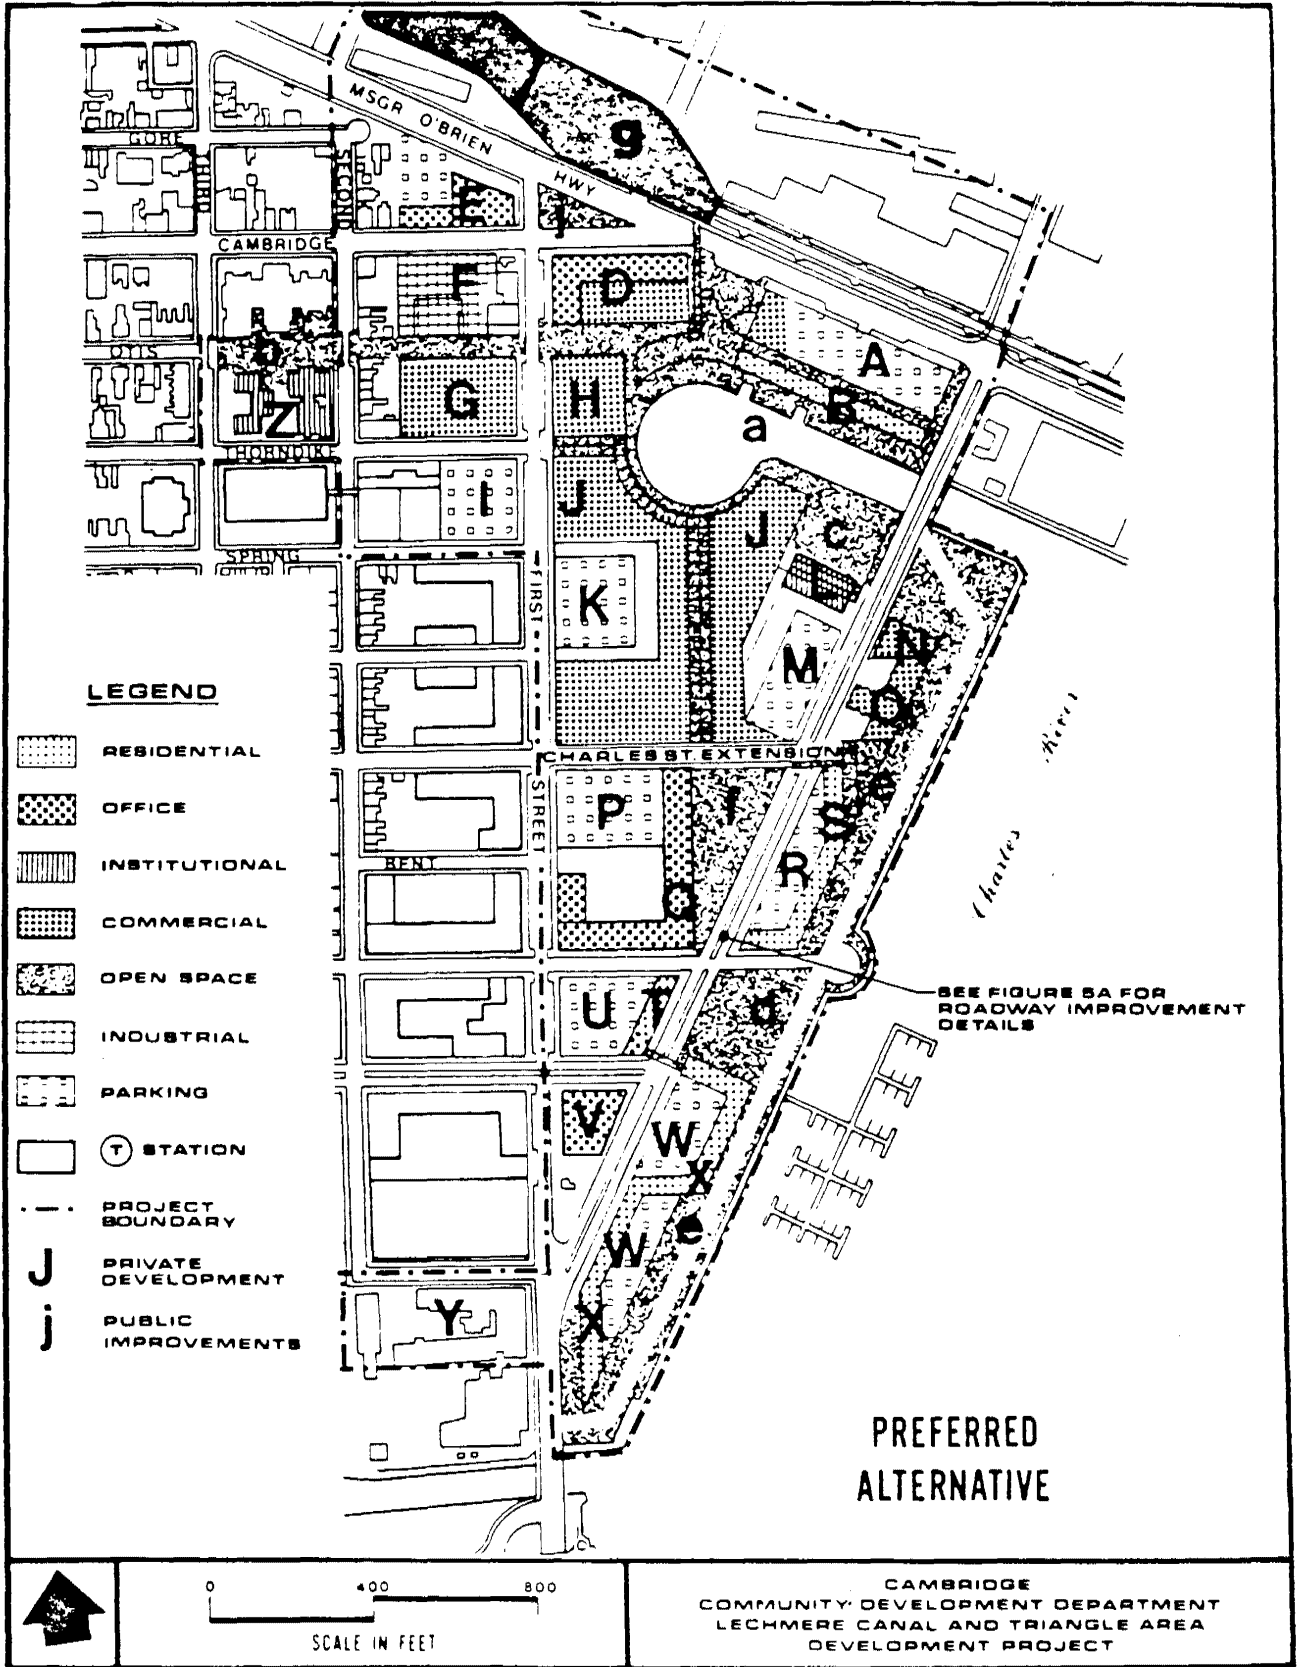 MSGR O'BRIEN HWY
GORE
THIRD
SECOND
g
E
j
CAMBRIDGE
F
D
b
OTIS
A
Z
G
H
B
a
THORNDIKE
I
J
J
c
SPRING
FIRST STREET
K
L
N
M
O
CHARLES ST. EXTENSION
River
Charles
P
f
S
e
R
BENT
Q
U
T
d
SEE FIGURE 5A FOR
ROADWAY IMPROVEMENT
DETAILS
V
W
X
e
W
Y
X
LEGEND
RESIDENTIAL
OFFICE
INSTITUTIONAL
COMMERCIAL
OPEN SPACE
INDUSTRIAL
PARKING
T STATION
PROJECT
BOUNDARY
J PRIVATE
DEVELOPMENT
j PUBLIC
IMPROVEMENTS
PREFERRED
ALTERNATIVE
0 400 800
SCALE IN FEET
CAMBRIDGE
COMMUNITY DEVELOPMENT DEPARTMENT
LECHMERE CANAL AND TRIANGLE AREA
DEVELOPMENT PROJECT